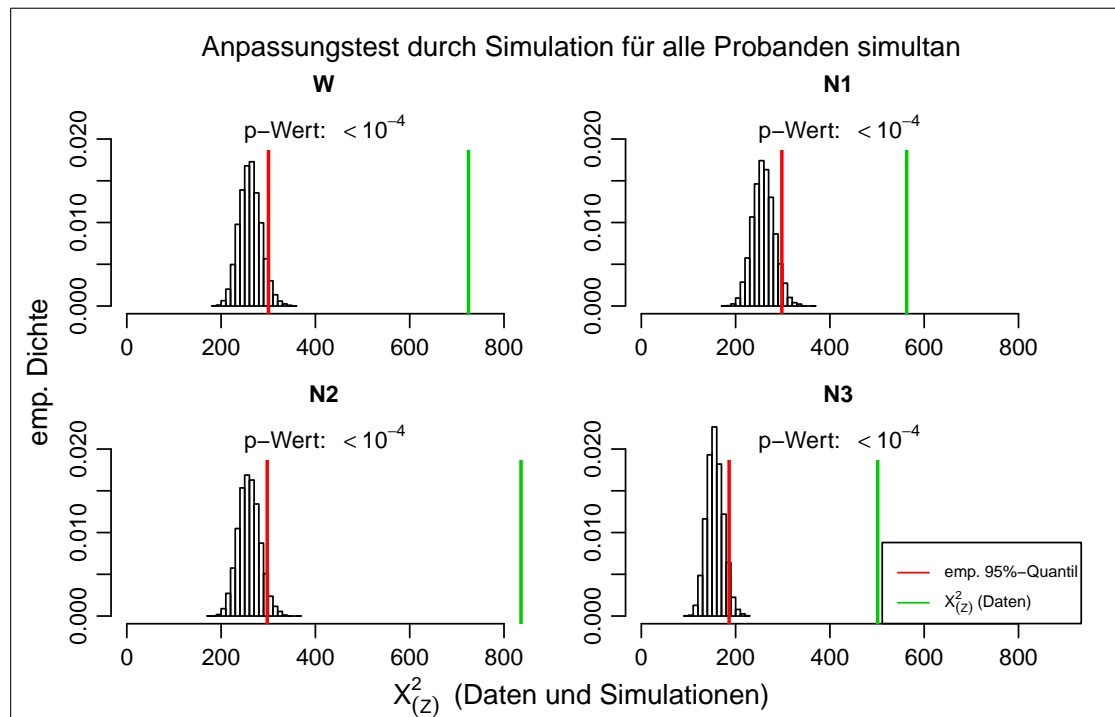 Anpassungstest durch Simulation für alle Probanden simultan
W
p−Wert: < 10−4
0.000 0.010 0.020
0 200 400 600 800
N1
p−Wert: < 10−4
0.000 0.010 0.020
0 200 400 600 800
N2
p−Wert: < 10−4
0.000 0.010 0.020
0 200 400 600 800
N3
p−Wert: < 10−4
0.000 0.010 0.020
0 200 400 600 800
emp. 95%−Quantil
X²(Z) (Daten)
emp. Dichte
X²(Z) (Daten und Simulationen)